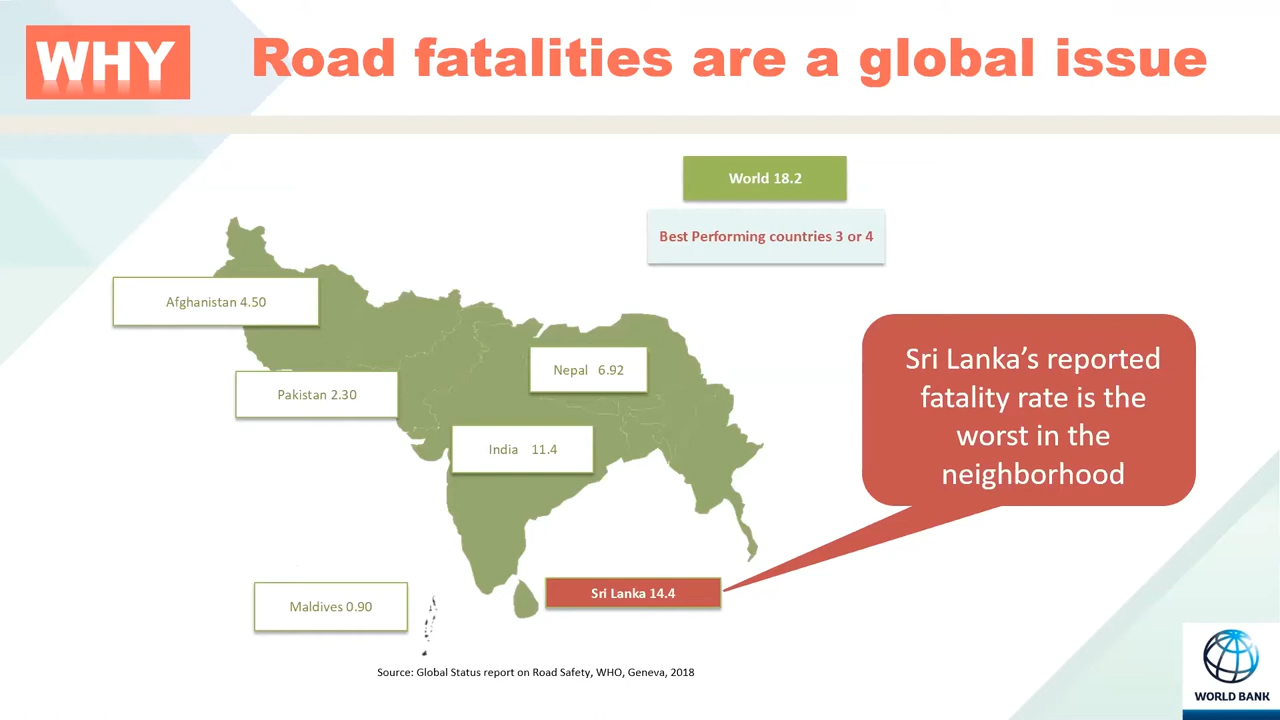 WHY
Road fatalities are a global issue
World 18.2
Best Performing countries 3 or 4
Afghanistan 4.50
Nepal 6.92
Pakistan 2.30
India 11.4
Sri Lanka's reported
fatality rate is the
worst in the
neighborhood
Maldives 0.90
Sri Lanka 14.4
Source: Global Status report on Road Safety, WHO, Geneva, 2018
WORLD BANK